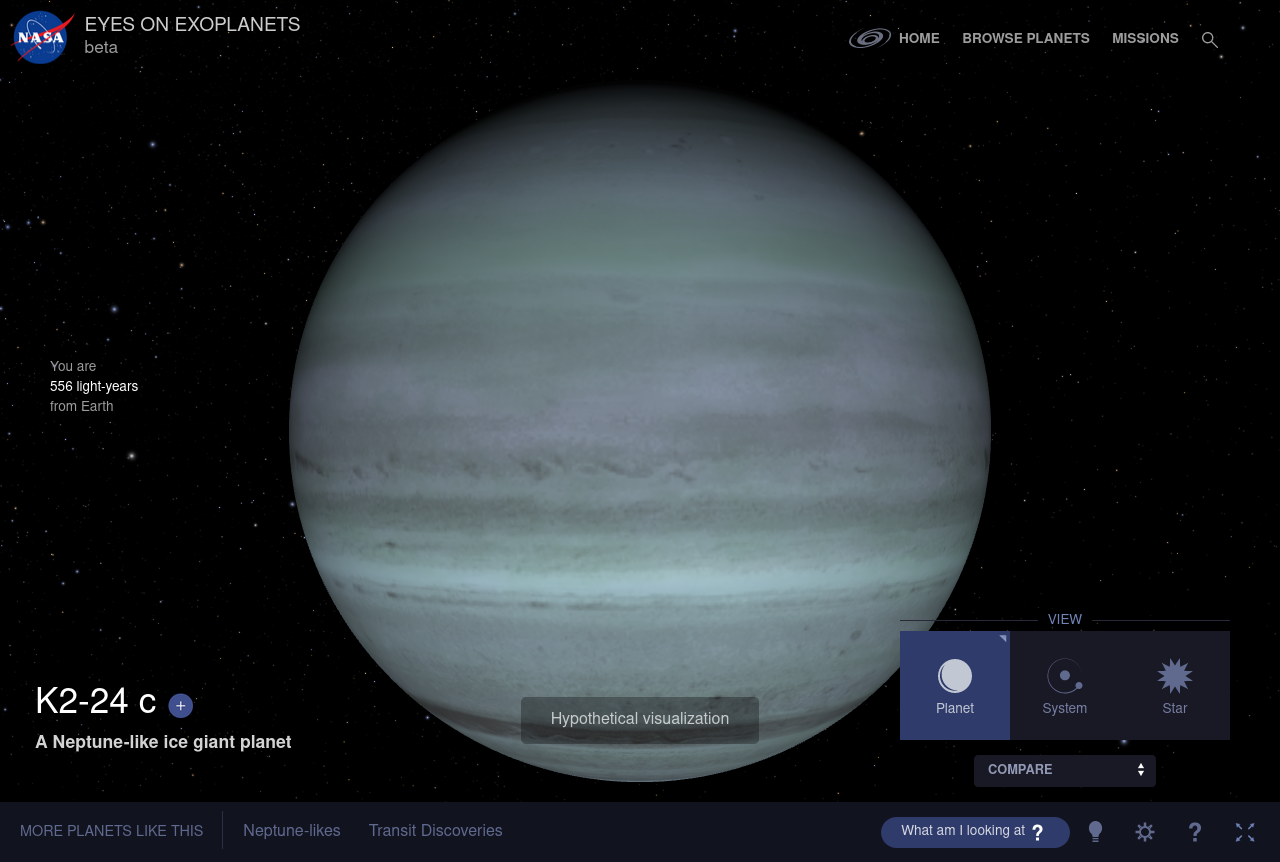 NASA
EYES ON EXOPLANETS
beta
HOME BROWSE PLANETS MISSIONS
You are
556 light-years
from Earth
VIEW
Planet System Star
K2-24 c +
A Neptune-like ice giant planet
Hypothetical visualization
COMPARE
MORE PLANETS LIKE THIS Neptune-likes Transit Discoveries
What am I looking at ? ?